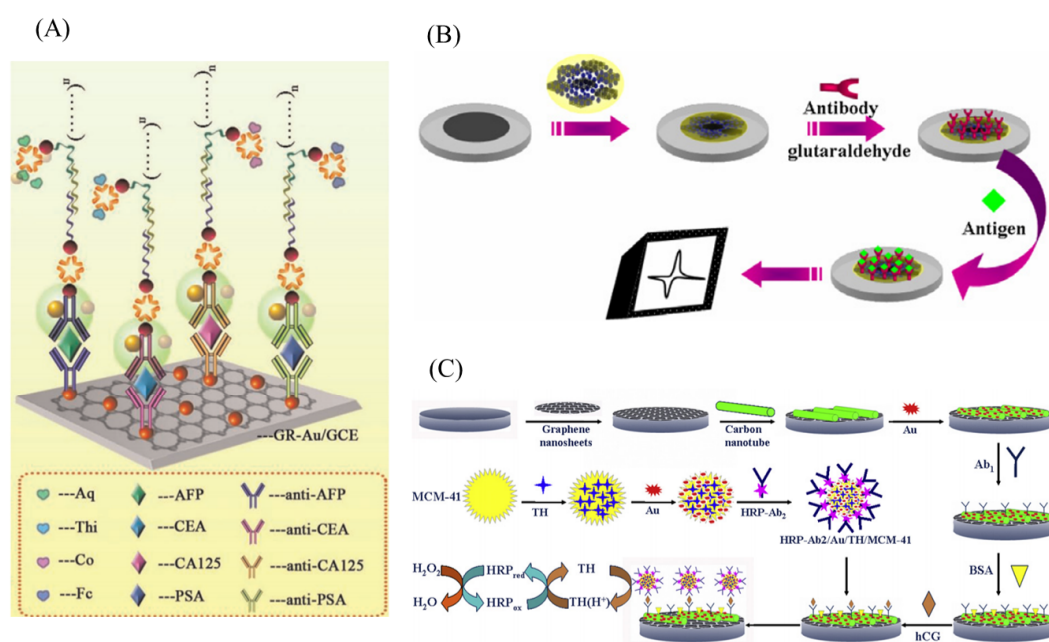 (A)
n
n
n
n
---GR-Au/GCE
---Aq ---AFP ---anti-AFP
---Thi ---CEA ---anti-CEA
---Co ---CA125 ---anti-CA125
---Fc ---PSA ---anti-PSA
(B)
Antibody
glutaraldehyde
Antigen
(C)
Graphene
nanosheets
Carbon
nanotube
Au
Ab₁
MCM-41
TH
Au
HRP-Ab₂
HRP-Ab2/Au/TH/MCM-41
BSA
H₂O₂ HRPred TH
H₂O HRPox TH(H⁺)
hCG